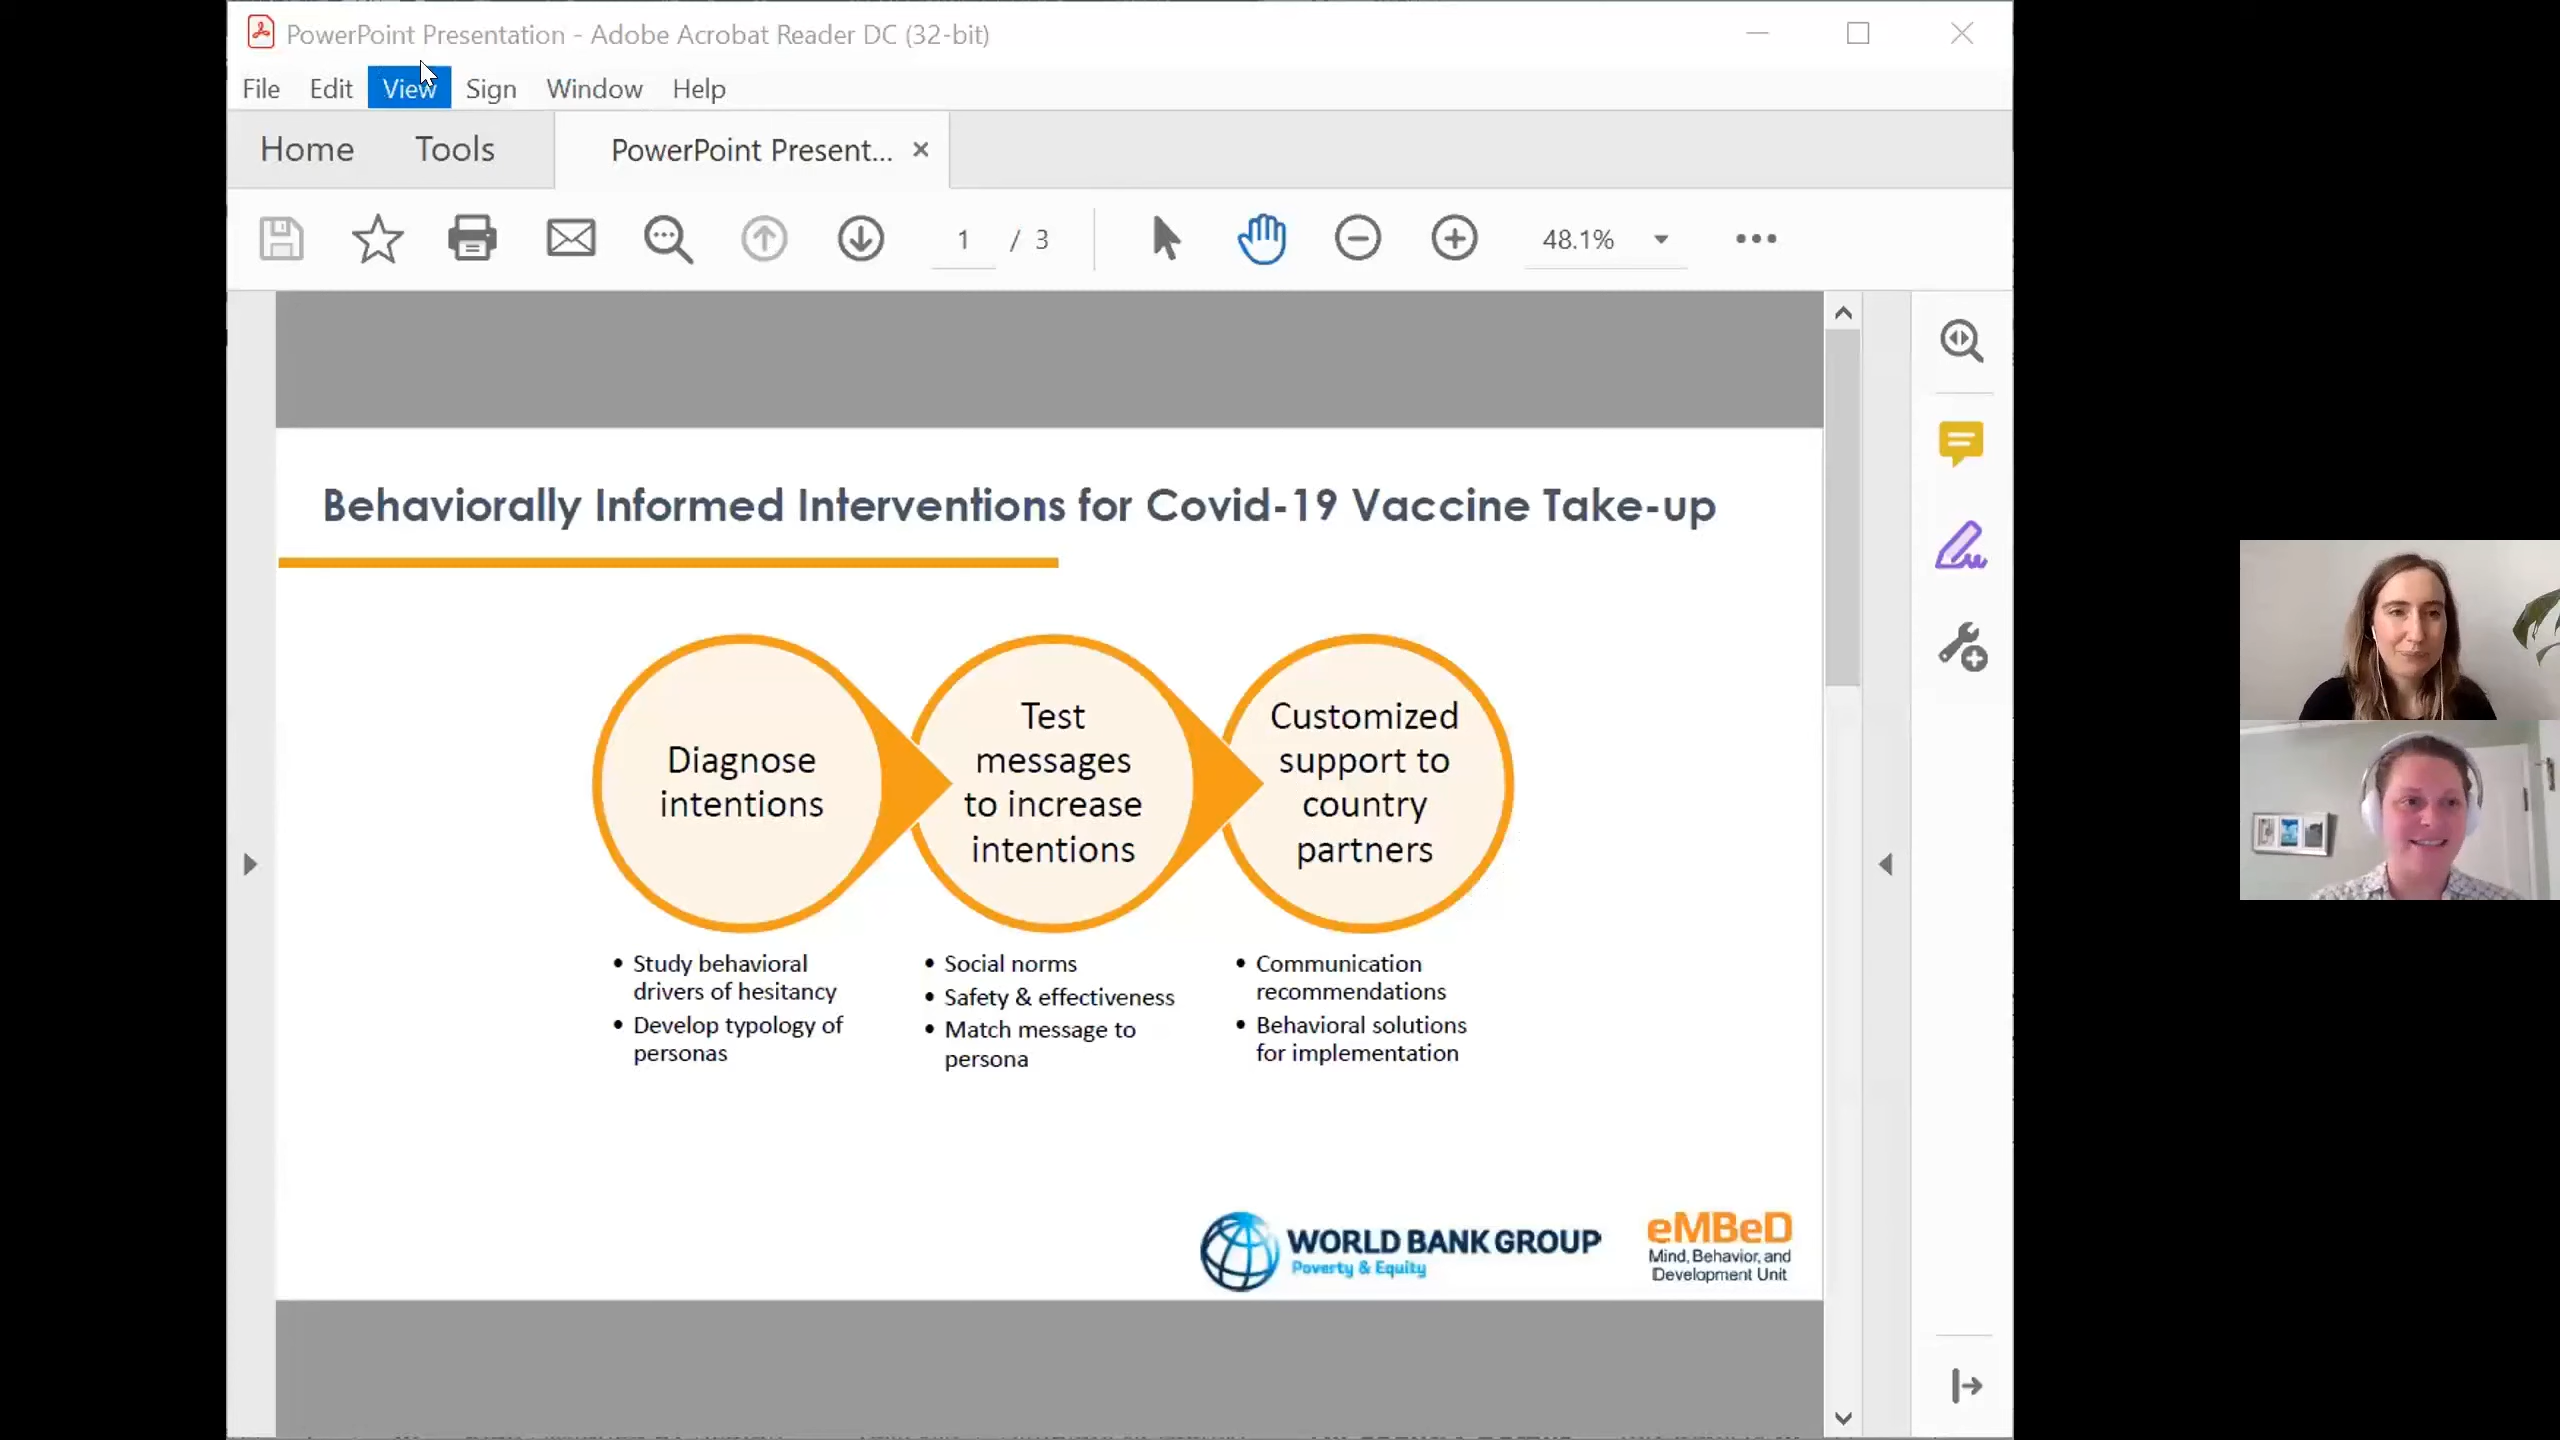 PowerPoint Presentation - Adobe Acrobat Reader DC (32-bit)
File Edit View Sign Window Help
Home Tools PowerPoint Present...
1 / 3 48.1%
Behaviorally Informed Interventions for Covid-19 Vaccine Take-up
Diagnose
intentions
Test
messages
to increase
intentions
Customized
support to
country
partners
• Study behavioral
drivers of hesitancy
• Develop typology of
personas
• Social norms
• Safety & effectiveness
• Match message to
persona
• Communication
recommendations
• Behavioral solutions
for implementation
WORLD BANK GROUP
Poverty & Equity
eMBeD
Mind, Behavior, and
Development Unit